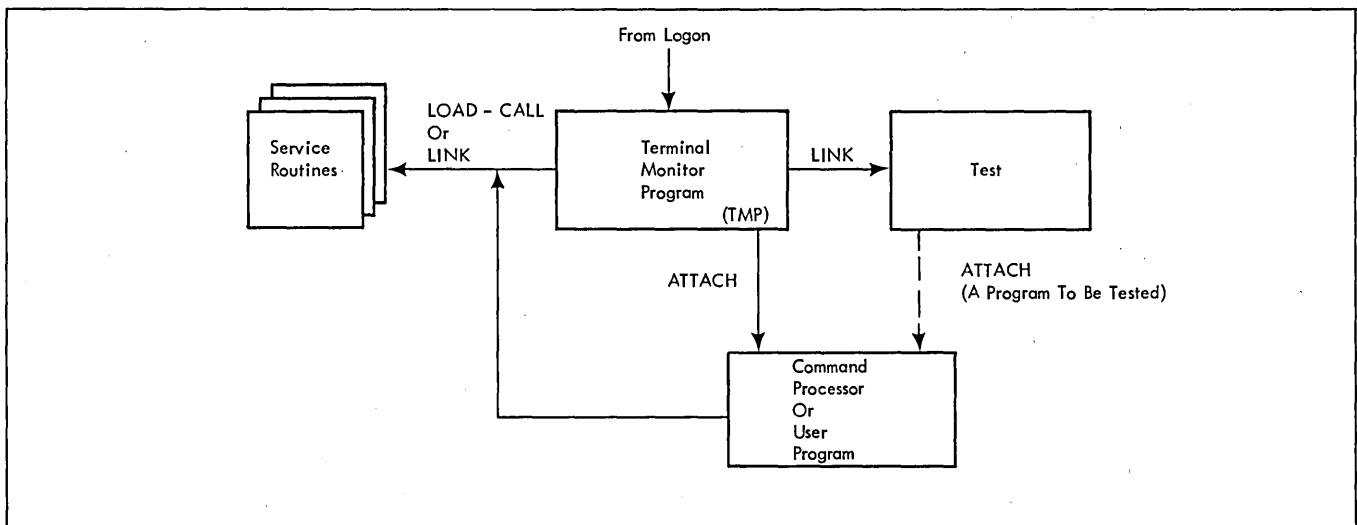 From Logon
LOAD - CALL
Or
LINK
Service
Routines
Terminal
Monitor
Program
(TMP)
LINK
Test
ATTACH
ATTACH
(A Program To Be Tested)
Command
Processor
Or
User
Program